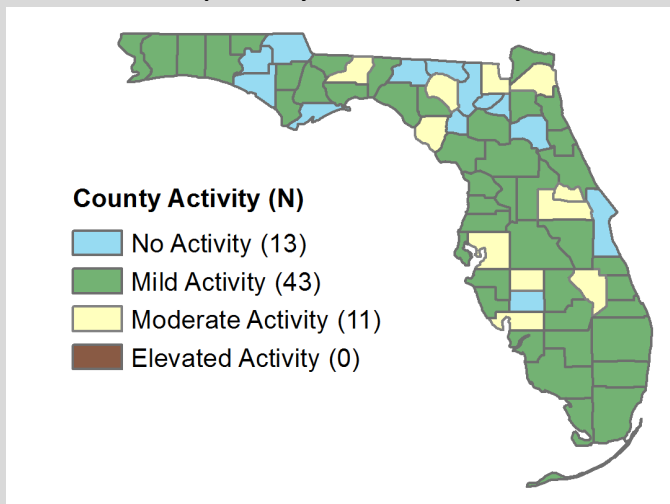 County Activity (N)
No Activity (13)
Mild Activity (43)
Moderate Activity (11)
Elevated Activity (0)